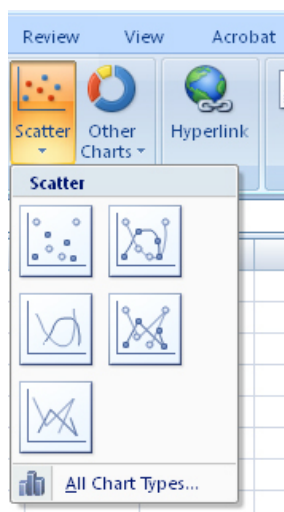 Review View Acrobat
Scatter Other Charts Hyperlink
Scatter
All Chart Types...